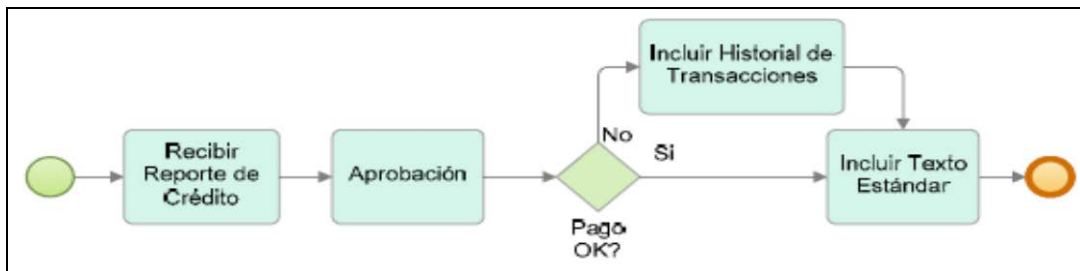 Recibir
Reporte de
Crédito
Aprobación
Pago
OK?
No
Si
Incluir Historial de
Transacciones
Incluir Texto
Estándar